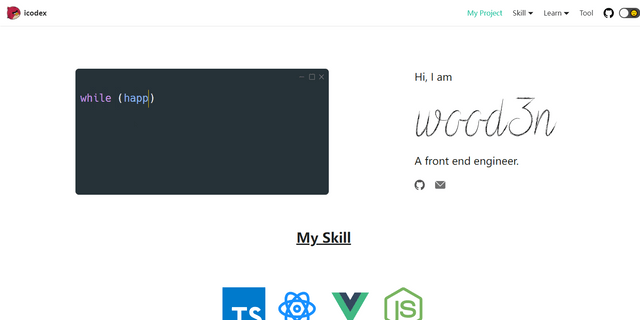 icodex
My Project Skill Learn Tool
while (happ)
Hi, I am
wood3n
A front end engineer.
My Skill
TS
JS